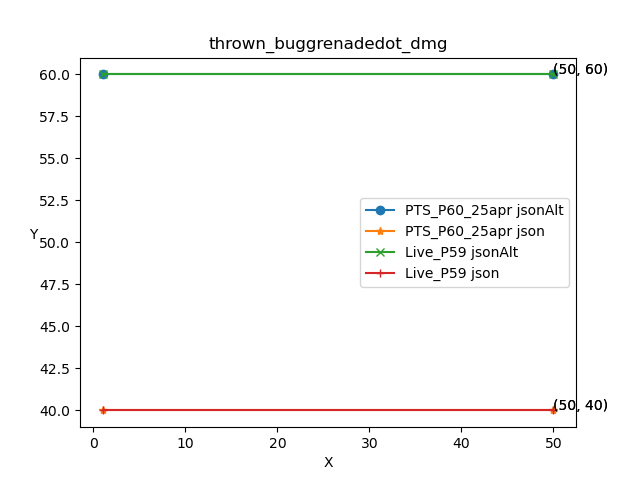 thrown_buggrenadedot_dmg
60.0
57.5
55.0
52.5
50.0
47.5
45.0
42.5
40.0
Y
(50, 60)
PTS_P60_25apr jsonAlt
PTS_P60_25apr json
Live_P59 jsonAlt
Live_P59 json
(50, 40)
0
10
20
30
40
50
X